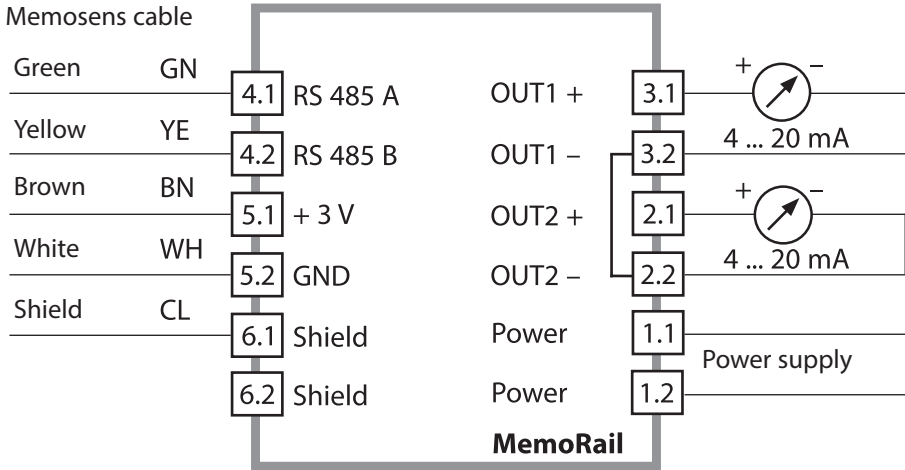 Memosens cable
Green GN 4.1 RS 485 A OUT1 + 3.1 + –
4 ... 20 mA
Yellow YE 4.2 RS 485 B OUT1 – 3.2
Brown BN 5.1 + 3 V OUT2 + 2.1 + –
4 ... 20 mA
White WH 5.2 GND OUT2 – 2.2
Shield CL 6.1 Shield Power 1.1
Power supply
6.2 Shield Power 1.2
MemoRail